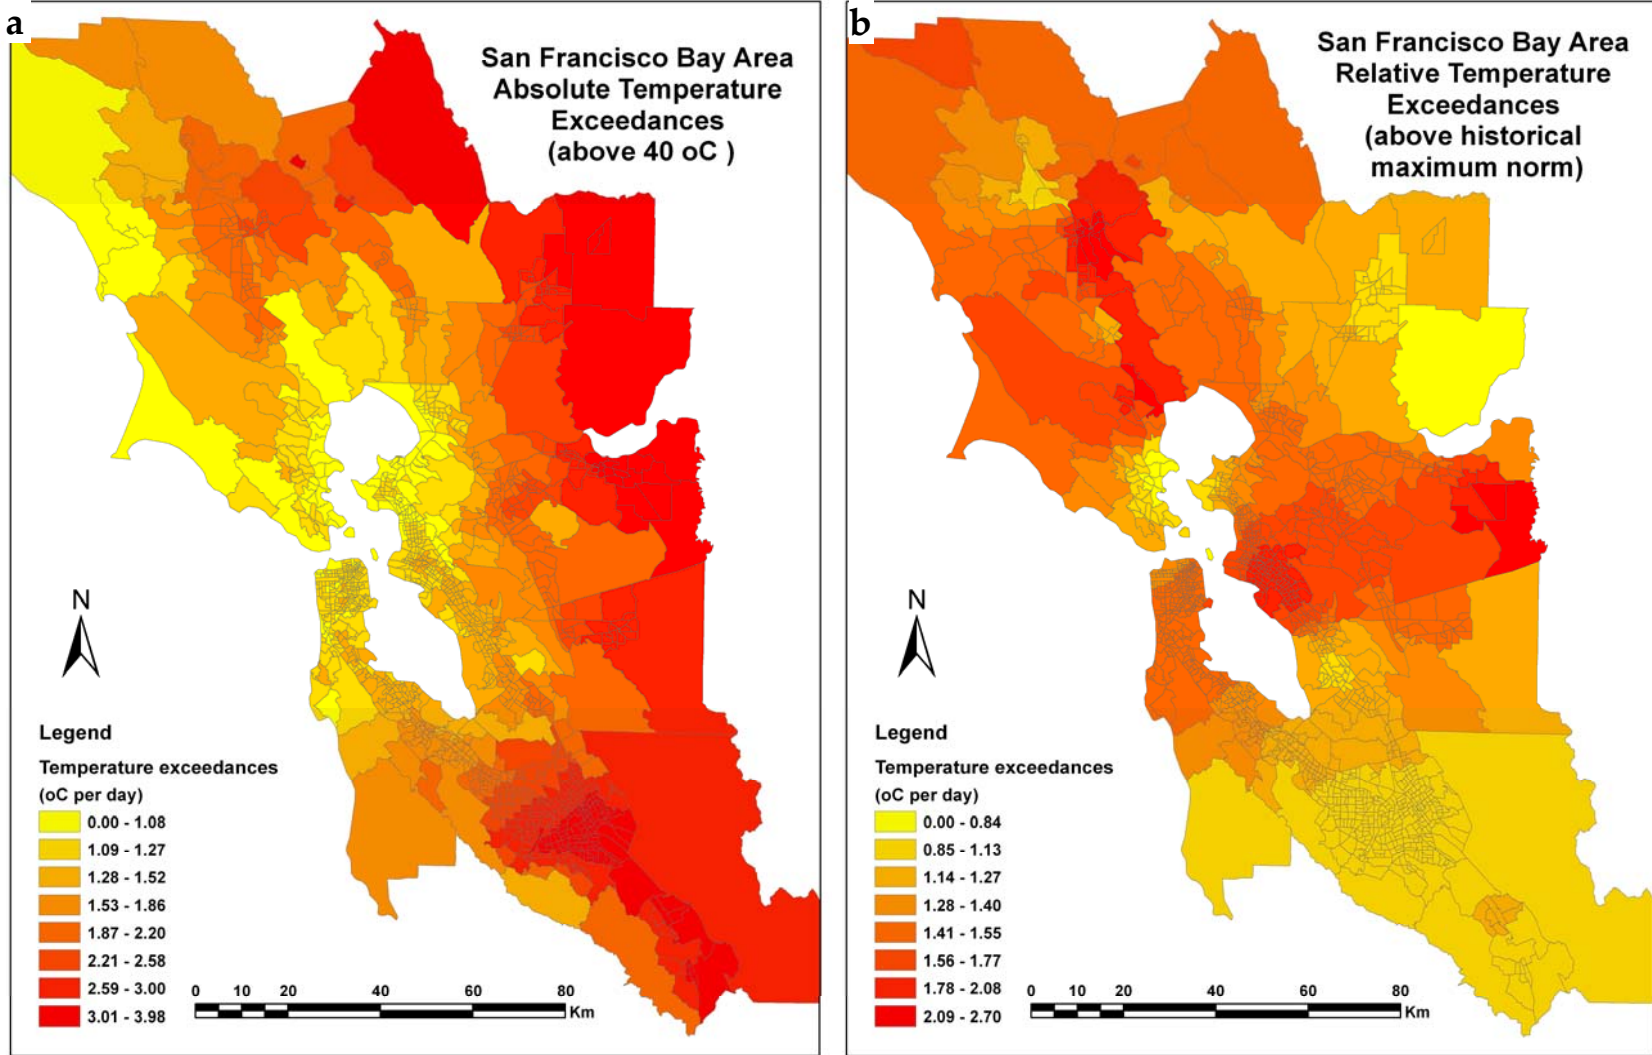 a
San Francisco Bay Area
Absolute Temperature
Exceedances
(above 40 oC )
N
Legend
Temperature exceedances
(oC per day)
0.00 - 1.08
1.09 - 1.27
1.28 - 1.52
1.53 - 1.86
1.87 - 2.20
2.21 - 2.58
2.59 - 3.00
3.01 - 3.98
0 10 20 40 60 80
Km
b
San Francisco Bay Area
Relative Temperature
Exceedances
(above historical
maximum norm)
N
Legend
Temperature exceedances
(oC per day)
0.00 - 0.84
0.85 - 1.13
1.14 - 1.27
1.28 - 1.40
1.41 - 1.55
1.56 - 1.77
1.78 - 2.08
2.09 - 2.70
0 10 20 40 60 80
Km